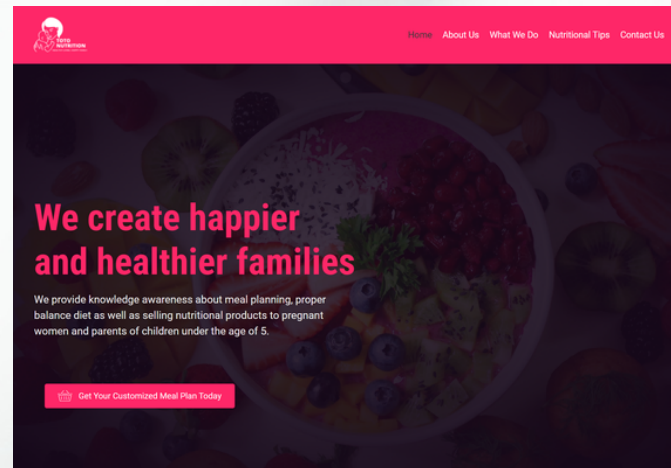 TOTO
NUTRITION
Home About Us What We Do Nutritional Tips Contact Us
We create happier
and healthier families
We provide knowledge awareness about meal planning, proper
balance diet as well as selling nutritional products to pregnant
women and parents of children under the age of 5.
Get Your Customized Meal Plan Today